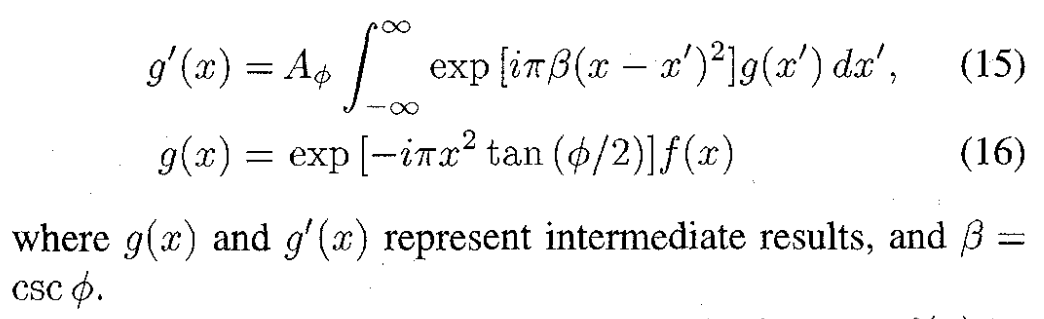 g′(x) = A_ϕ ∫_{−∞}^{∞} exp [iπβ(x − x′)²]g(x′) dx′, (15)
g(x) = exp [−iπx² tan (ϕ/2)]f(x) (16)
where g(x) and g′(x) represent intermediate results, and β =
csc ϕ.